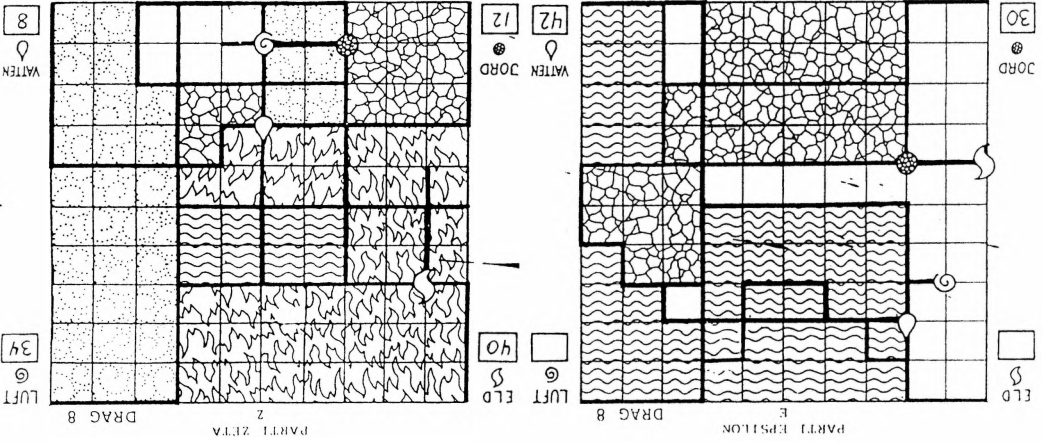 PARTI EPSILON
E DRAG 8
ELD
LUFT
JORD
30
VATTEN
42
PARTI ZETA
Z DRAG 8
ELD
40
LUFT
34
JORD
12
VATTEN
8